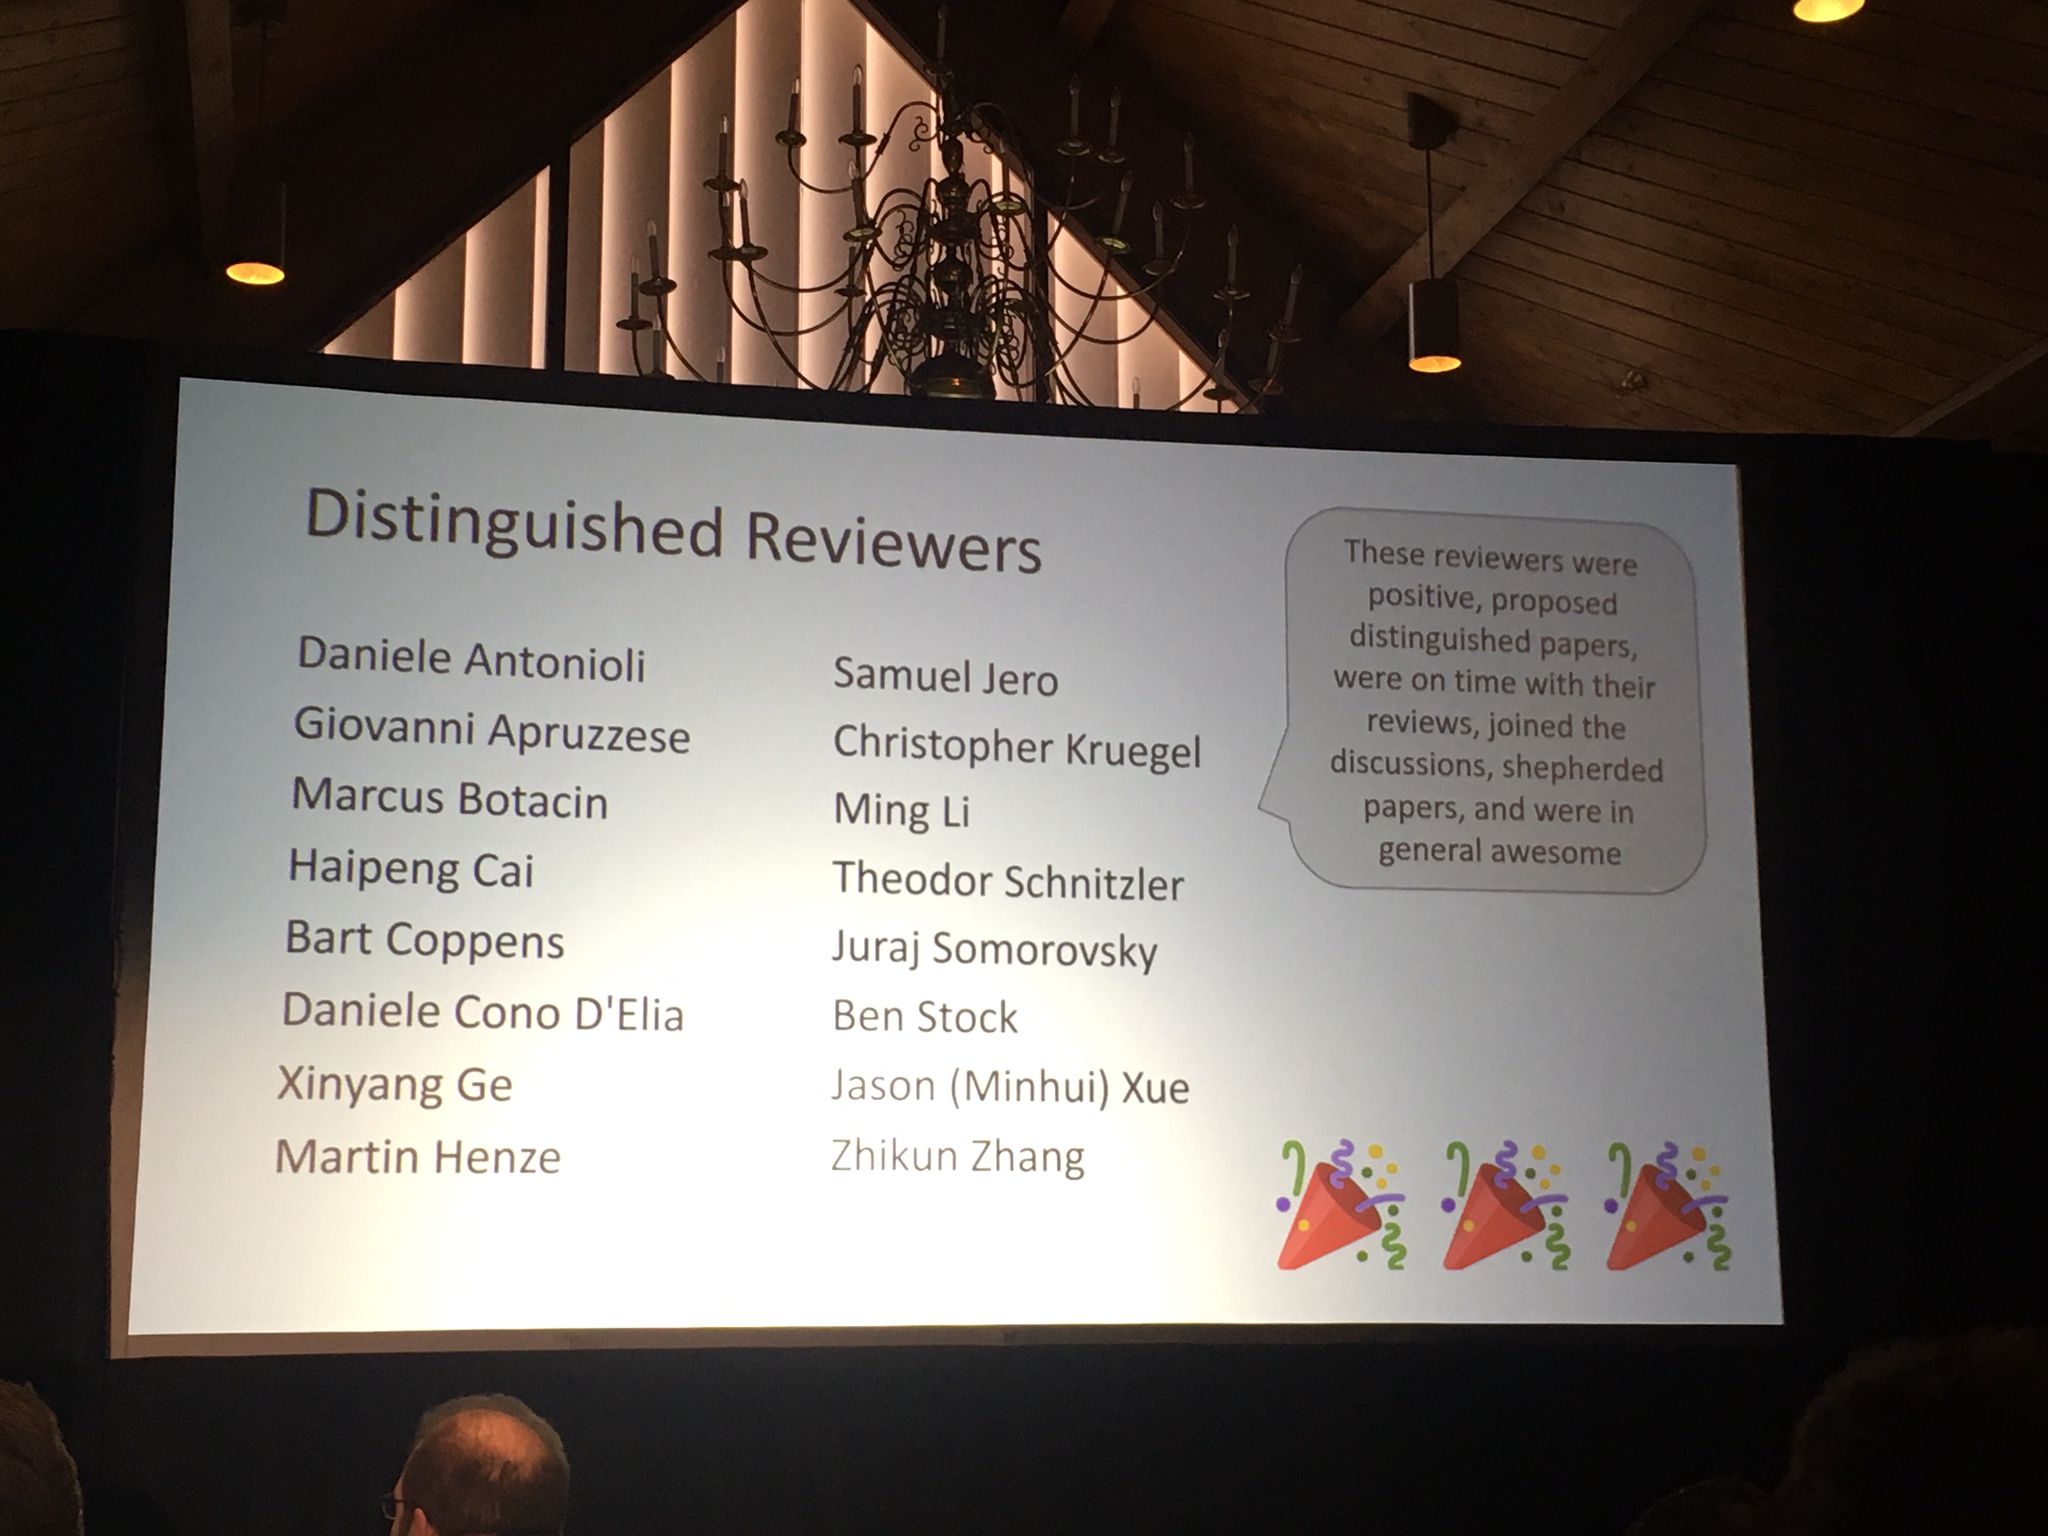 Distinguished Reviewers
Daniele Antonioli
Giovanni Apruzzese
Marcus Botacin
Haipeng Cai
Bart Coppens
Daniele Cono D'Elia
Xinyang Ge
Martin Henze
Samuel Jero
Christopher Kruegel
Ming Li
Theodor Schnitzler
Juraj Somorovsky
Ben Stock
Jason (Minhui) Xue
Zhikun Zhang
These reviewers were
positive, proposed
distinguished papers,
were on time with their
reviews, joined the
discussions, shepherded
papers, and were in
general awesome